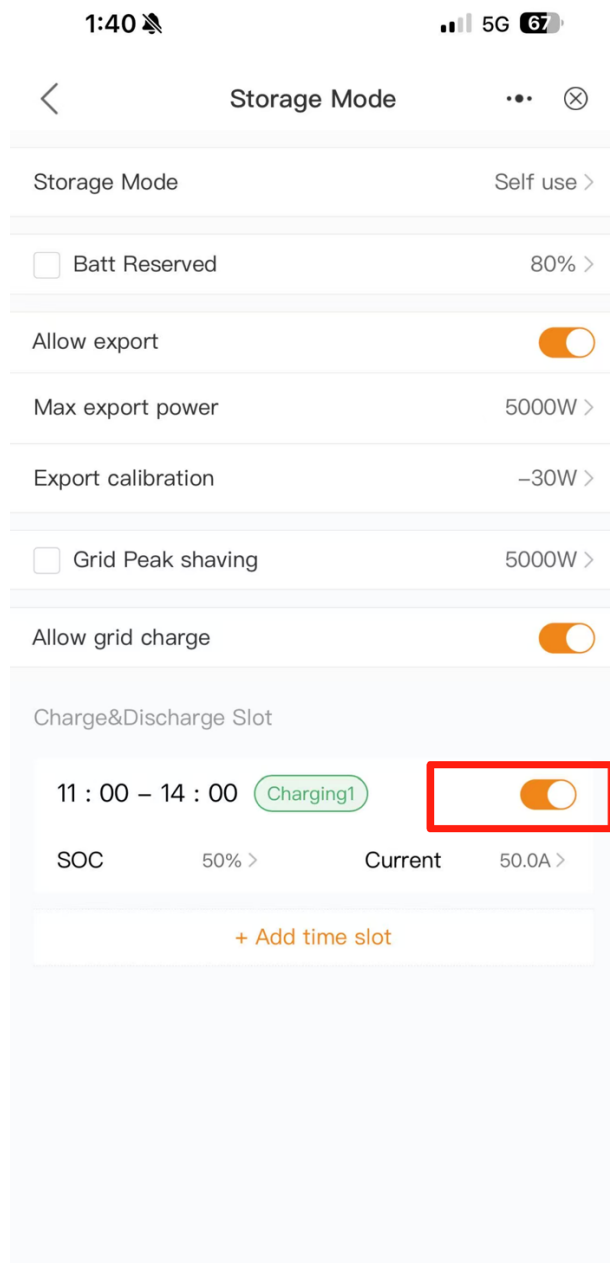 1:40 5G 67
Storage Mode
Storage Mode Self use
Batt Reserved 80%
Allow export
Max export power 5000W
Export calibration –30W
Grid Peak shaving 5000W
Allow grid charge
Charge&Discharge Slot
11 : 00 – 14 : 00 Charging1
SOC 50% Current 50.0A
+ Add time slot